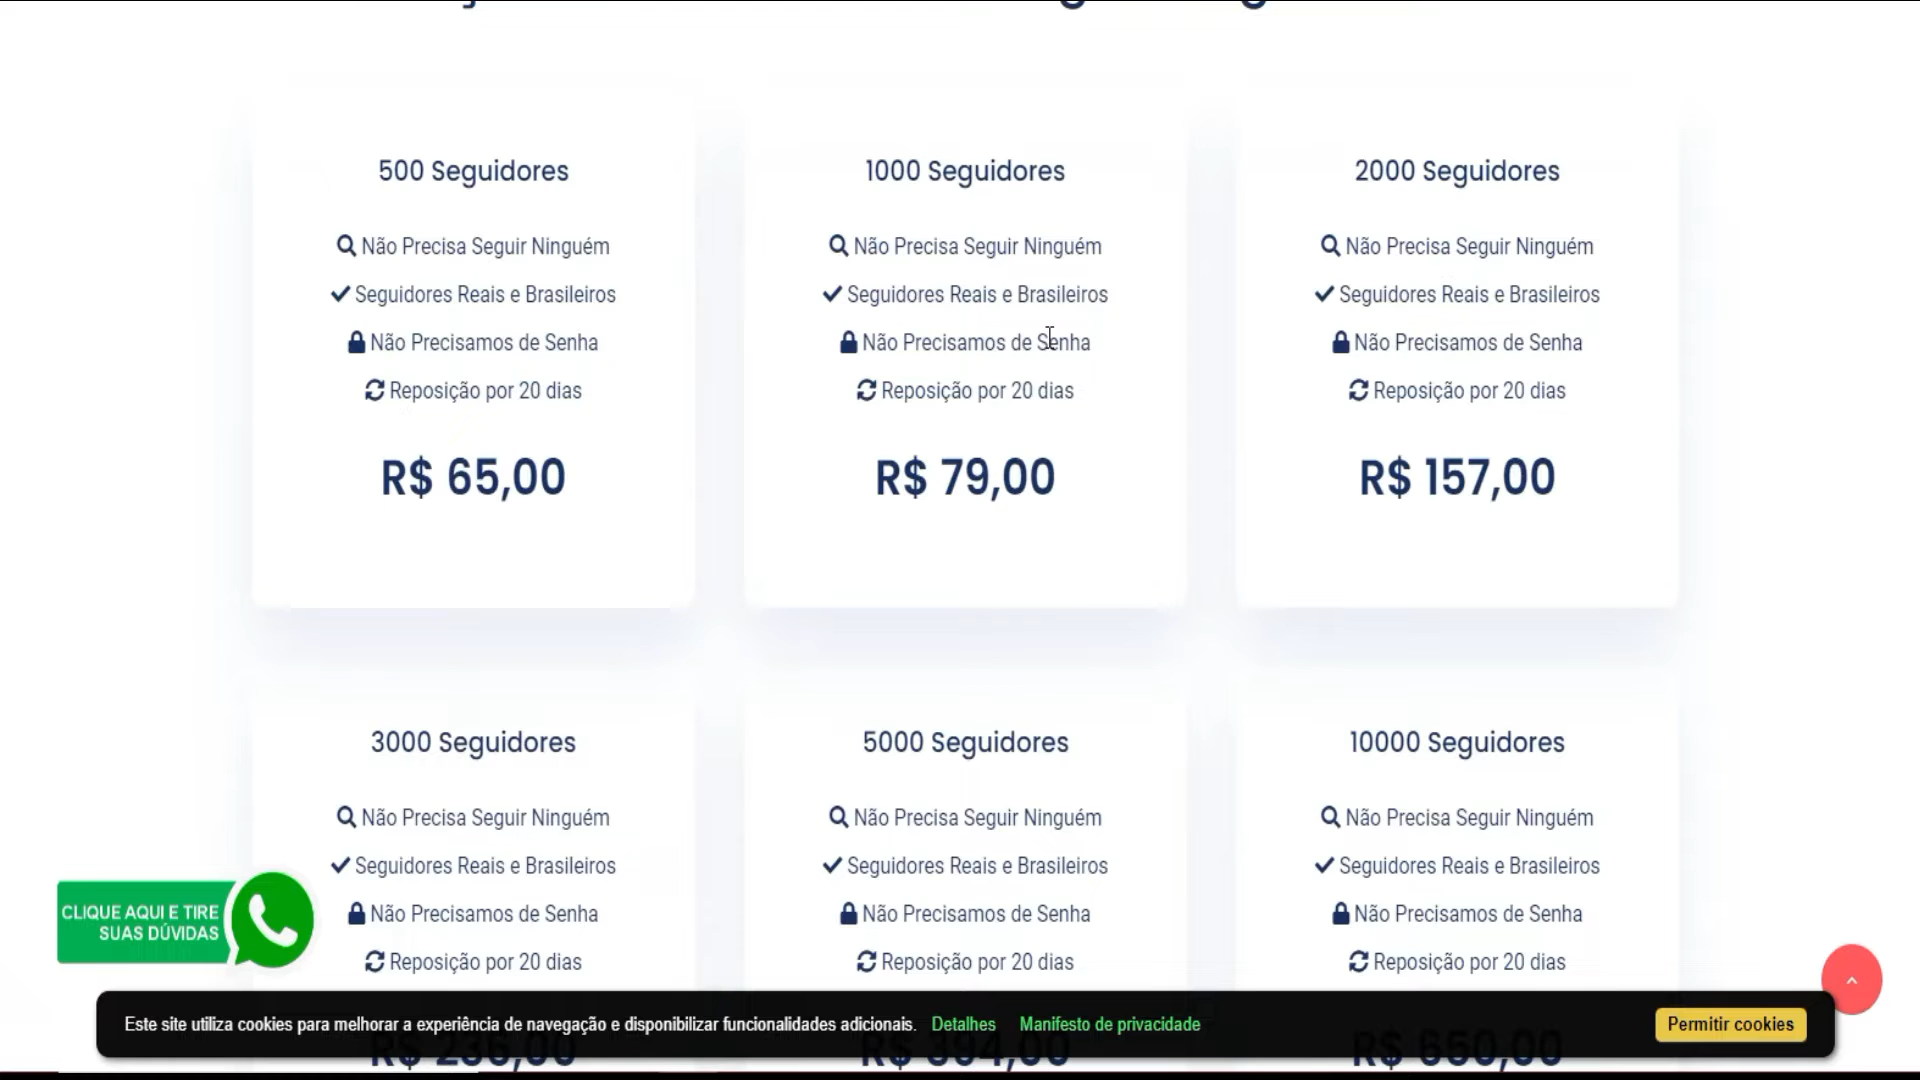 500 Seguidores
Não Precisa Seguir Ninguém
Seguidores Reais e Brasileiros
Não Precisamos de Senha
Reposição por 20 dias
R$ 65,00
1000 Seguidores
Não Precisa Seguir Ninguém
Seguidores Reais e Brasileiros
Não Precisamos de Senha
Reposição por 20 dias
R$ 79,00
2000 Seguidores
Não Precisa Seguir Ninguém
Seguidores Reais e Brasileiros
Não Precisamos de Senha
Reposição por 20 dias
R$ 157,00
3000 Seguidores
Não Precisa Seguir Ninguém
Seguidores Reais e Brasileiros
Não Precisamos de Senha
Reposição por 20 dias
R$ 236,00
5000 Seguidores
Não Precisa Seguir Ninguém
Seguidores Reais e Brasileiros
Não Precisamos de Senha
Reposição por 20 dias
R$ 394,00
10000 Seguidores
Não Precisa Seguir Ninguém
Seguidores Reais e Brasileiros
Não Precisamos de Senha
Reposição por 20 dias
R$ 650,00
CLIQUE AQUI E TIRE
SUAS DÚVIDAS
Este site utiliza cookies para melhorar a experiência de navegação e disponibilizar funcionalidades adicionais. Detalhes Manifesto de privacidade
Permitir cookies